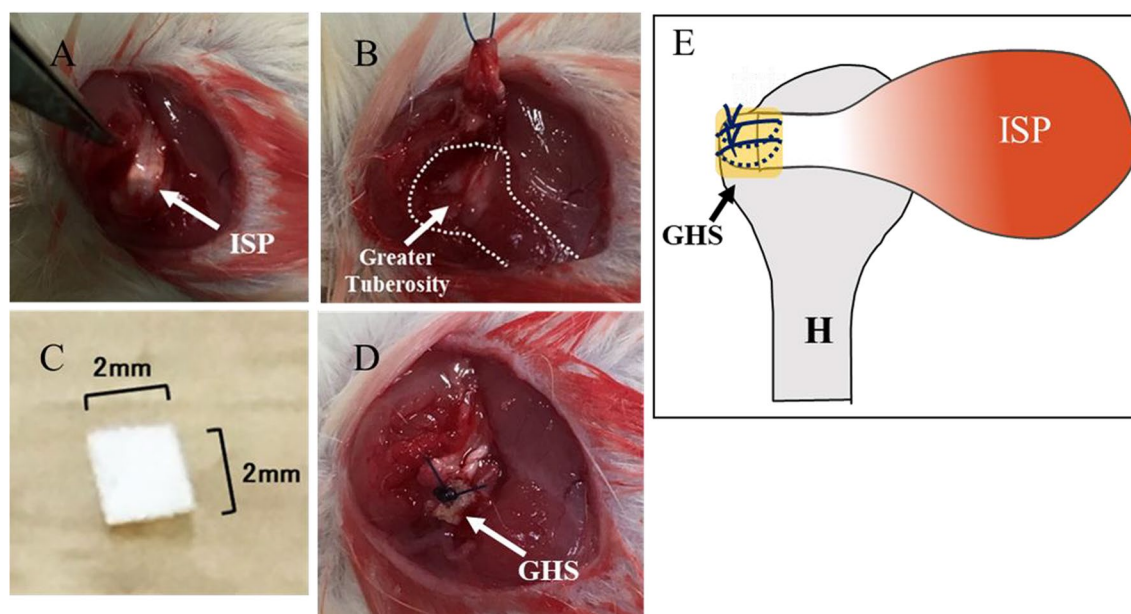 A
ISP
B
Greater
Tuberosity
C
2mm
2mm
D
GHS
E
ISP
GHS
H